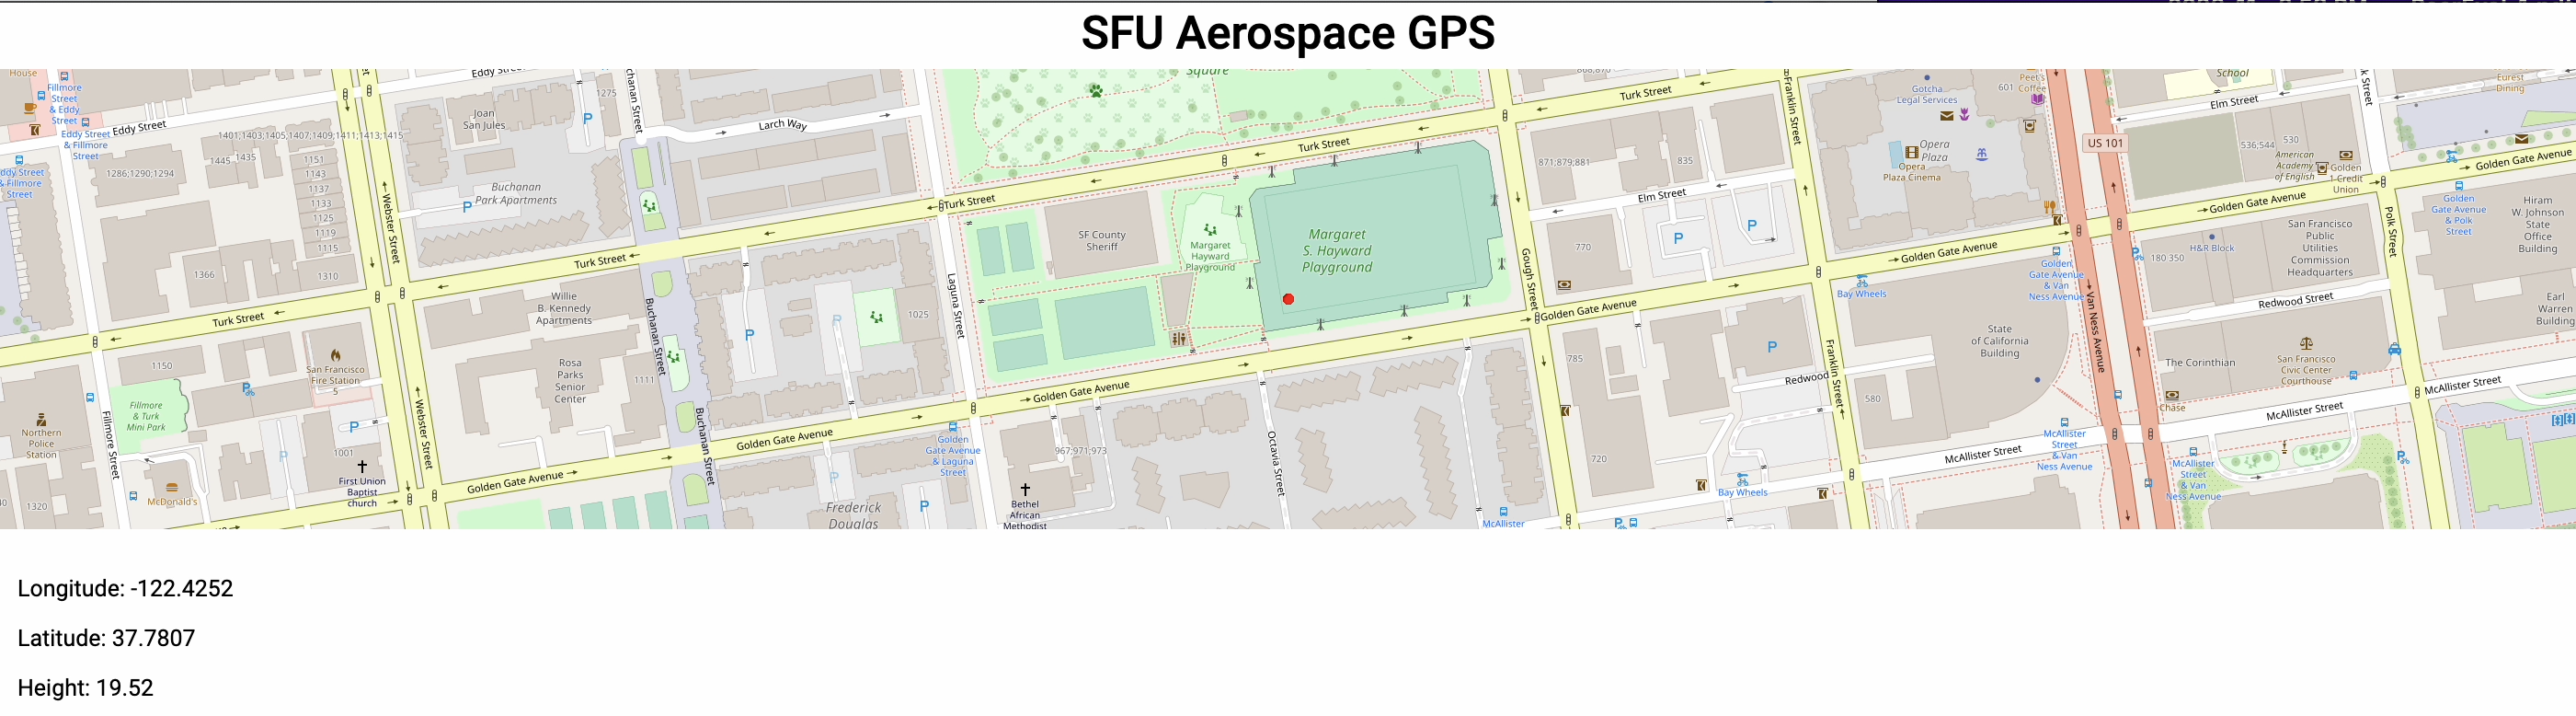 SFU Aerospace GPS
House
Fillmore
Street
& Eddy
Street
Eddy Street
& Fillmore
Street
Eddy Street
1401;1403;1405;1407;1409;1411;1413;1415
1445
1435
1286;1290;1294
1151
1143
1137
1133
1125
1119
1115
1366
1310
Eddy Street
Joan
San Jules
1275
Buchanan
Park Apartments
Larch Way
Square
Turk Street
Turk Street
Turk Street
Turk Street
Turk Street
Webster Street
Webster Street
Willie
B. Kennedy
Apartments
Rosa
Parks
Senior
Center
1111
Buchanan Street
Buchanan Street
1025
Laguna Street
SF County
Sheriff
Margaret
Hayward
Playground
Margaret
S. Hayward
Playground
Gough Street
868;870
871;879;881
835
Elm Street
770
Franklin Street
Franklin Street
Gotcha
Legal Services
601
Peet's
Coffee
Opera
Plaza
Opera
Plaza Cinema
US 101
School
Elm Street
536;544
530
American
Academy
of English
Golden
1 Credit
Union
Eurest
Dining
Golden Gate Avenue
Golden Gate Avenue
Golden Gate Avenue
Golden Gate Avenue
Golden Gate Avenue
Golden Gate Avenue
Golden Gate Avenue
Bay Wheels
Golden
Gate Avenue
& Van
Ness Avenue
Van Ness Avenue
H&R Block
180 350
San Francisco
Public
Utilities
Commission
Headquarters
Polk Street
Golden
Gate Avenue
& Polk
Street
Hiram
W. Johnson
State
Office
Building
Redwood Street
Earl
Warren
Building
State
of California
Building
The Corinthian
San Francisco
Civic Center
Courthouse
Chase
McAllister Street
McAllister Street
McAllister Street
McAllister
Street
& Van
Ness Avenue
McAllister
Street
& Van
Ness Avenue
580
Redwood
785
720
Bay Wheels
McAllister
Octavia Street
967;971;973
Bethel
African
Methodist
Golden
Gate Avenue
& Laguna
Street
Frederick
Douglas
1150
San Francisco
Fire Station
5
Fillmore
& Turk
Mini Park
Fillmore Street
Northern
Police
Station
1320
McDonald's
1001
First Union
Baptist
church
Longitude: -122.4252
Latitude: 37.7807
Height: 19.52